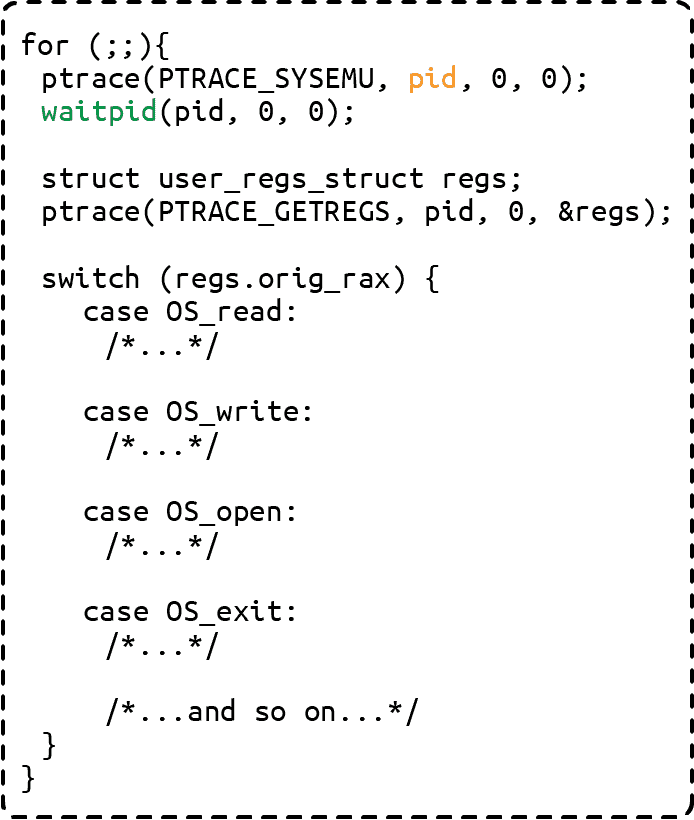 for (;;){
ptrace(PTRACE_SYSEMU, pid, 0, 0);
waitpid(pid, 0, 0);
struct user_regs_struct regs;
ptrace(PTRACE_GETREGS, pid, 0, &regs);
switch (regs.orig_rax) {
case OS_read:
/*...*/
case OS_write:
/*...*/
case OS_open:
/*...*/
case OS_exit:
/*...*/
/*...and so on...*/
}
}